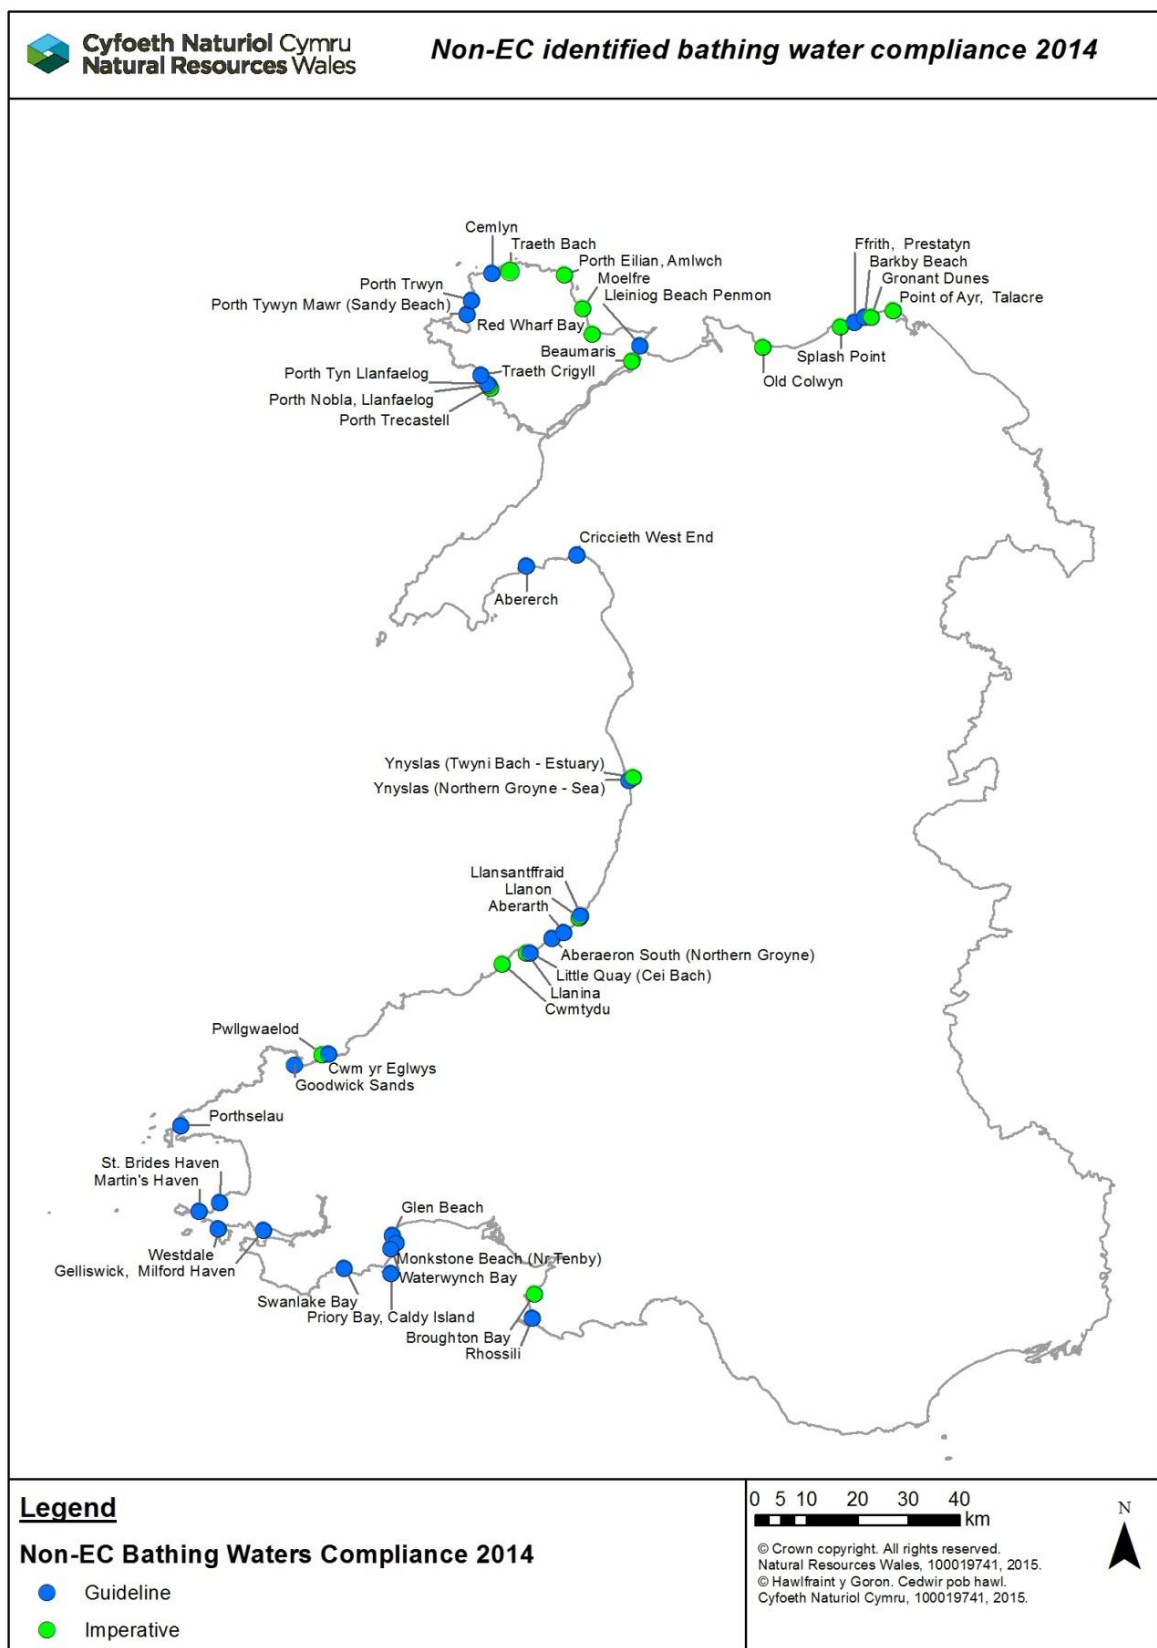 Cyfoeth Naturiol Cymru
Natural Resources Wales
Non-EC identified bathing water compliance 2014
Cemlyn
Traeth Bach
Porth Eilian, Amlwch
Moelfre
Lleiniog Beach Penmon
Porth Trwyn
Porth Tywyn Mawr (Sandy Beach)
Red Wharf Bay
Beaumaris
Porth Tyn Llanfaelog
Traeth Crigyll
Porth Nobla, Llanfaelog
Porth Trecastell
Ffrith, Prestatyn
Barkby Beach
Gronant Dunes
Point of Ayr, Talacre
Splash Point
Old Colwyn
Criccieth West End
Abererch
Ynyslas (Twyni Bach - Estuary)
Ynyslas (Northern Groyne - Sea)
Llansantffraid
Llanon
Aberarth
Aberaeron South (Northern Groyne)
Little Quay (Cei Bach)
Llanina
Cwmtydu
Pwllgwaelod
Cwm yr Eglwys
Goodwick Sands
Porthselau
St. Brides Haven
Martin's Haven
Westdale
Gelliswick, Milford Haven
Glen Beach
Monkstone Beach (Nr Tenby)
Waterwynch Bay
Swanlake Bay
Priory Bay, Caldy Island
Broughton Bay
Rhossili
Legend
Non-EC Bathing Waters Compliance 2014
Guideline
Imperative
0 5 10 20 30 40
km
N
© Crown copyright. All rights reserved.
Natural Resources Wales, 100019741, 2015.
© Hawlfraint y Goron. Cedwir pob hawl.
Cyfoeth Naturiol Cymru, 100019741, 2015.